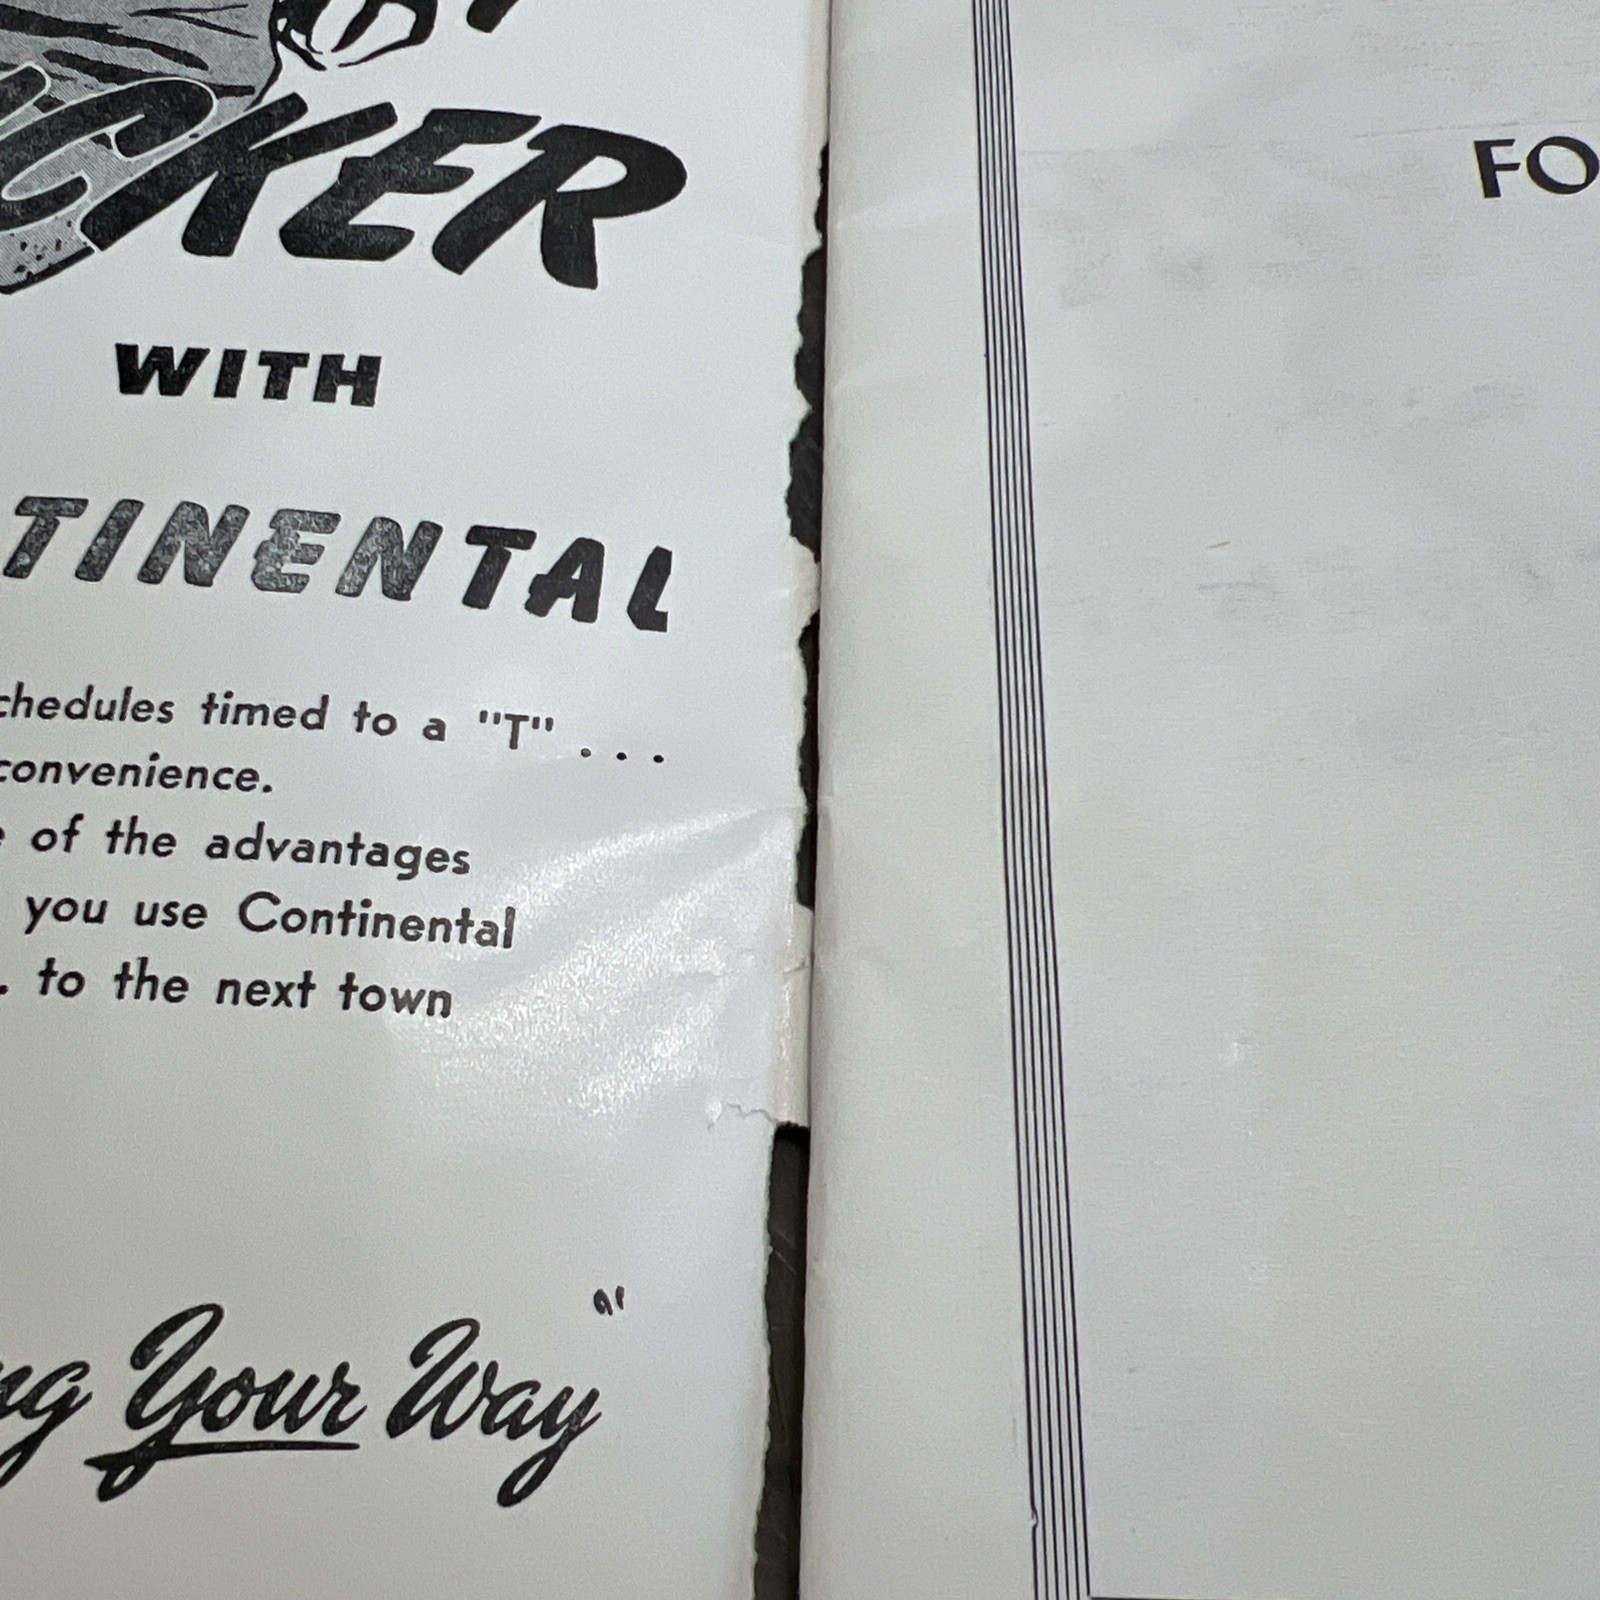 CKER
WITH
TINENTAL
chedules timed to a "T" . . .
convenience.
of the advantages
you use Continental
. to the next town
ng Your Way"
FO